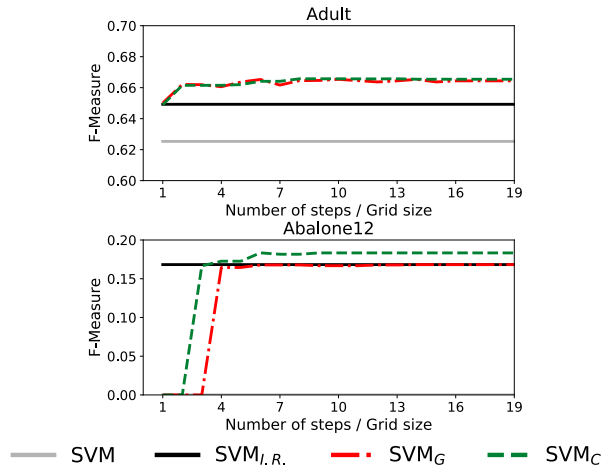 Adult
0.70
0.68
0.66
0.64
0.62
0.60
F-Measure
1 4 7 10 13 16 19
Number of steps / Grid size
Abalone12
0.20
0.15
0.10
0.05
0.00
F-Measure
1 4 7 10 13 16 19
Number of steps / Grid size
SVM SVM_{I.R.} SVM_G SVM_C